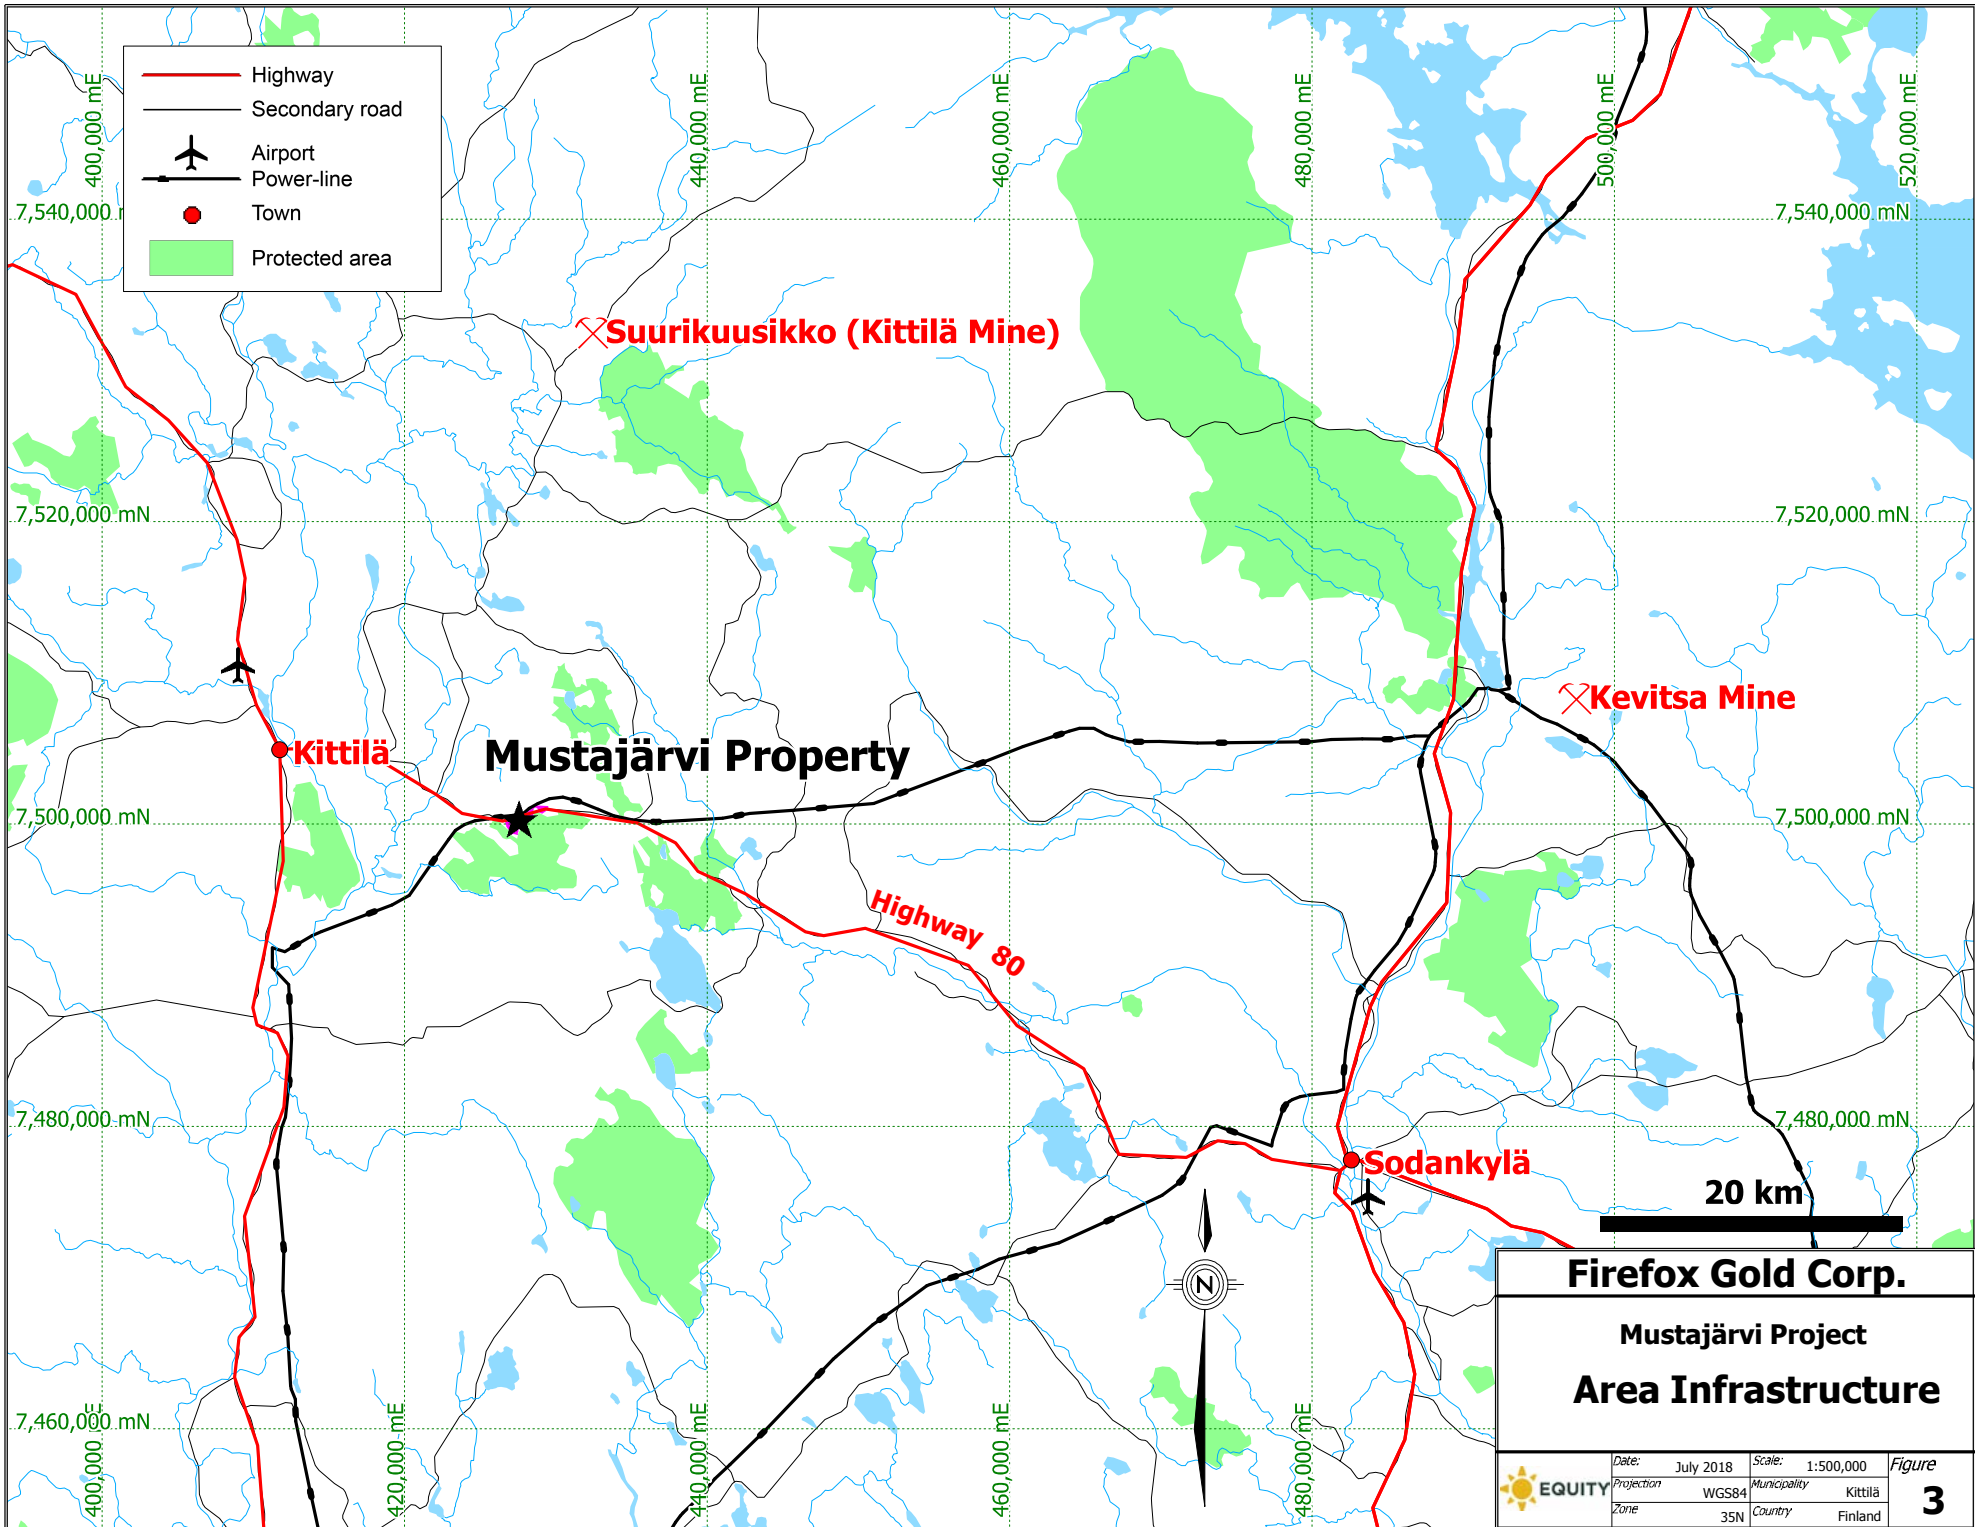 Highway
Secondary road
Airport
Power-line
Town
Protected area
400,000 mE
440,000 mE
460,000 mE
480,000 mE
500,000 mE
520,000 mE
7,540,000 m
7,540,000 mN
Suurikuusikko (Kittilä Mine)
7,520,000 mN
7,520,000 mN
Kevitsa Mine
Kittilä
Mustajärvi Property
7,500,000 mN
7,500,000 mN
Highway 80
7,480,000 mN
7,480,000 mN
Sodankylä
20 km
7,460,000 mN
400,000 mE
420,000 mE
440,000 mE
460,000 mE
480,000 mE
N
Firefox Gold Corp.
Mustajärvi Project
Area Infrastructure
EQUITY
Date: July 2018
Scale: 1:500,000
Projection WGS84
Municipality Kittilä
Zone 35N
Country Finland
Figure
3